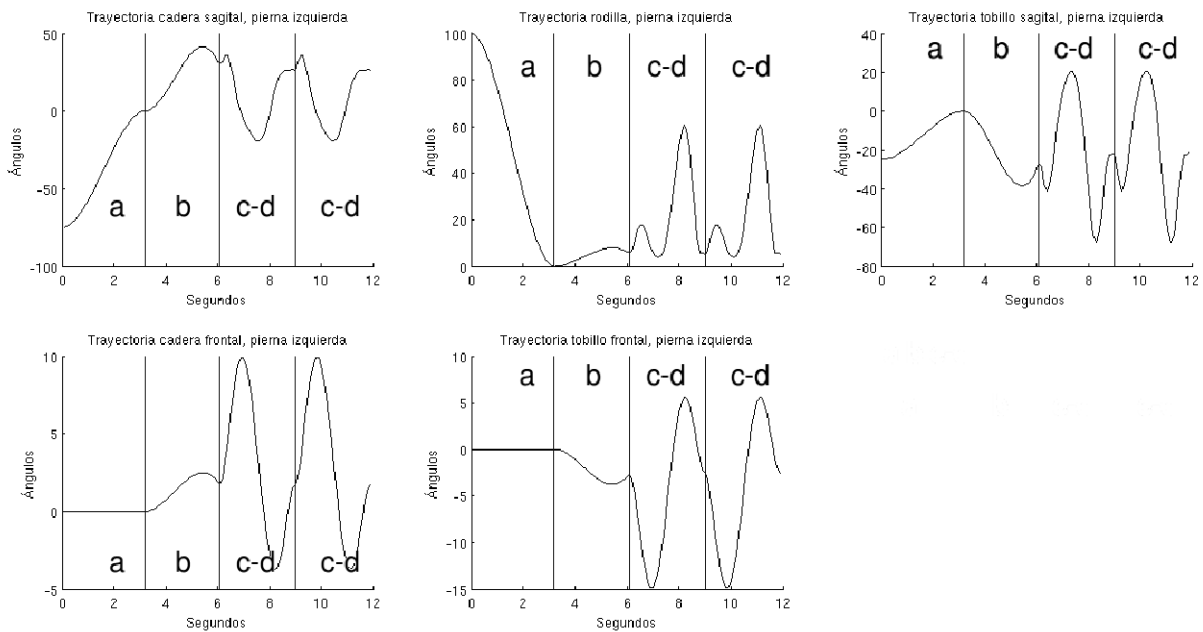 Trayectoria cadera sagital, pierna izquierda
50
0
-50
-100
Ángulos
a b c-d c-d
0 2 4 6 8 10 12
Segundos
Trayectoria rodilla, pierna izquierda
100
80
60
40
20
0
Ángulos
a b c-d c-d
0 2 4 6 8 10 12
Segundos
Trayectoria tobillo sagital, pierna izquierda
40
20
0
-20
-40
-60
-80
Ángulos
a b c-d c-d
0 2 4 6 8 10 12
Segundos
Trayectoria cadera frontal, pierna izquierda
10
5
0
-5
Ángulos
a b c-d c-d
0 2 4 6 8 10 12
Segundos
Trayectoria tobillo frontal, pierna izquierda
10
5
0
-5
-10
-15
Ángulos
a b c-d c-d
0 2 4 6 8 10 12
Segundos